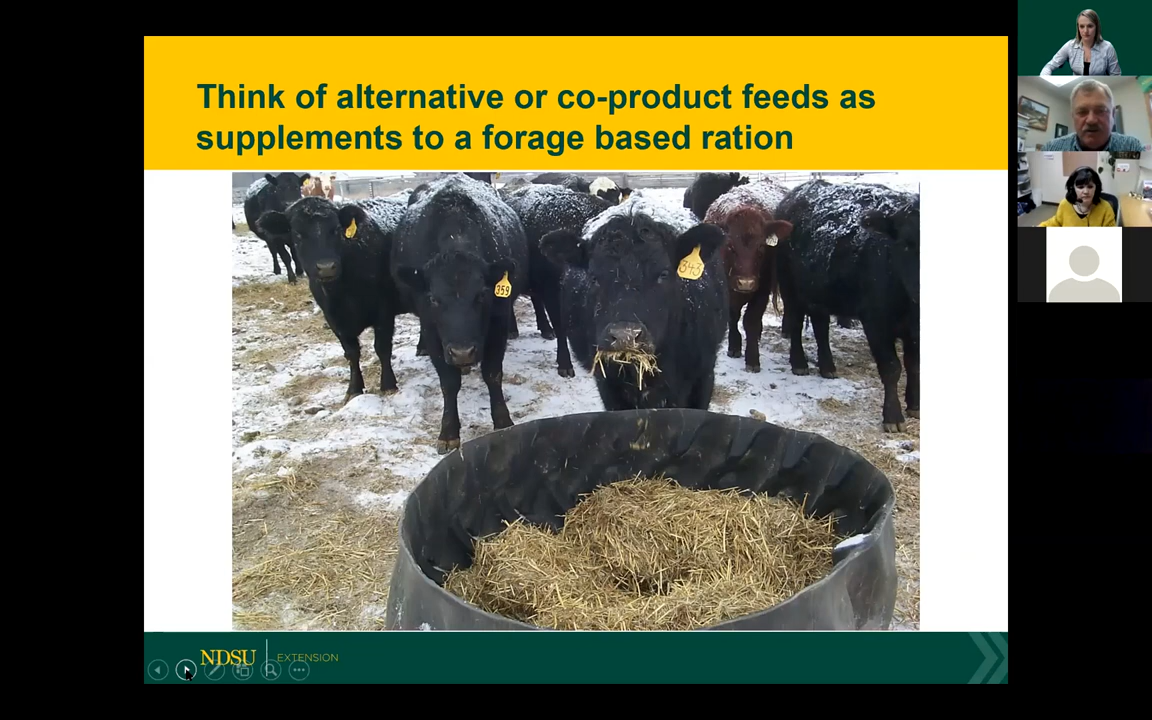 Think of alternative or co-product feeds as
supplements to a forage based ration
359
343
NDSU EXTENSION